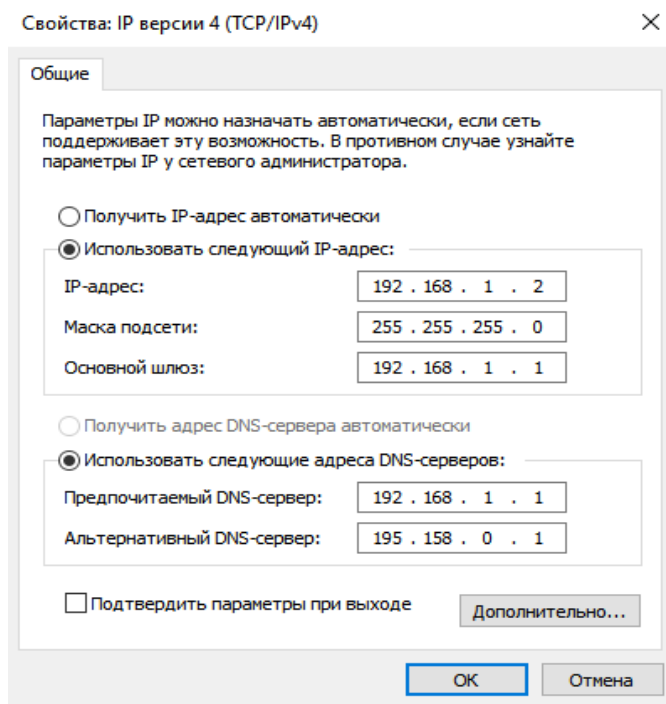 Свойства: IP версии 4 (TCP/IPv4)
Общие
Параметры IP можно назначать автоматически, если сеть
поддерживает эту возможность. В противном случае узнайте
параметры IP у сетевого администратора.
Получить IP-адрес автоматически
Использовать следующий IP-адрес:
IP-адрес: 192 . 168 . 1 . 2
Маска подсети: 255 . 255 . 255 . 0
Основной шлюз: 192 . 168 . 1 . 1
Получить адрес DNS-сервера автоматически
Использовать следующие адреса DNS-серверов:
Предпочитаемый DNS-сервер: 192 . 168 . 1 . 1
Альтернативный DNS-сервер: 195 . 158 . 0 . 1
Подтвердить параметры при выходе
Дополнительно...
ОК Отмена